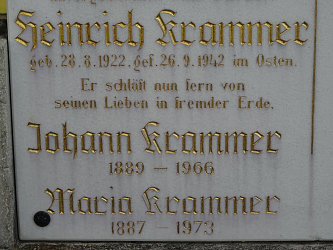 Heinrich Krammer
geb. 28.8.1922, gef. 26.9.1942 im Osten.
Er schläft nun fern von
seinen Lieben in fremder Erde.
Johann Krammer
1889 — 1966
Maria Krammer
1887 — 1973